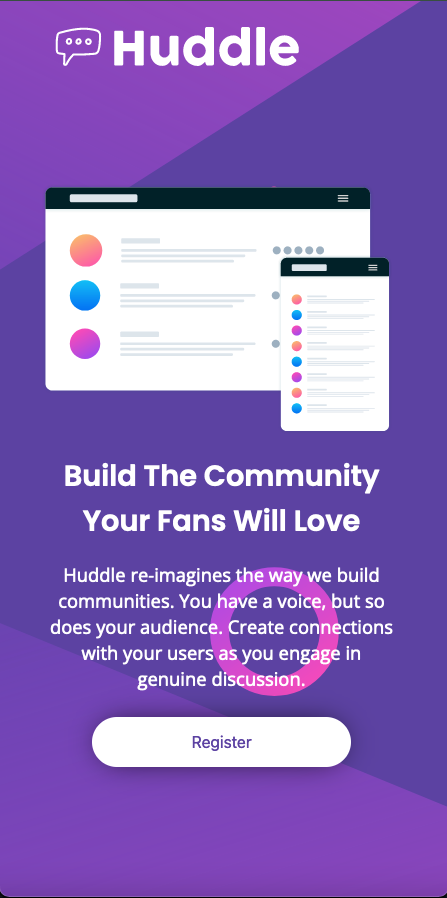 Huddle
Build The Community
Your Fans Will Love
Huddle re-imagines the way we build
communities. You have a voice, but so
does your audience. Create connections
with your users as you engage in
genuine discussion.
Register